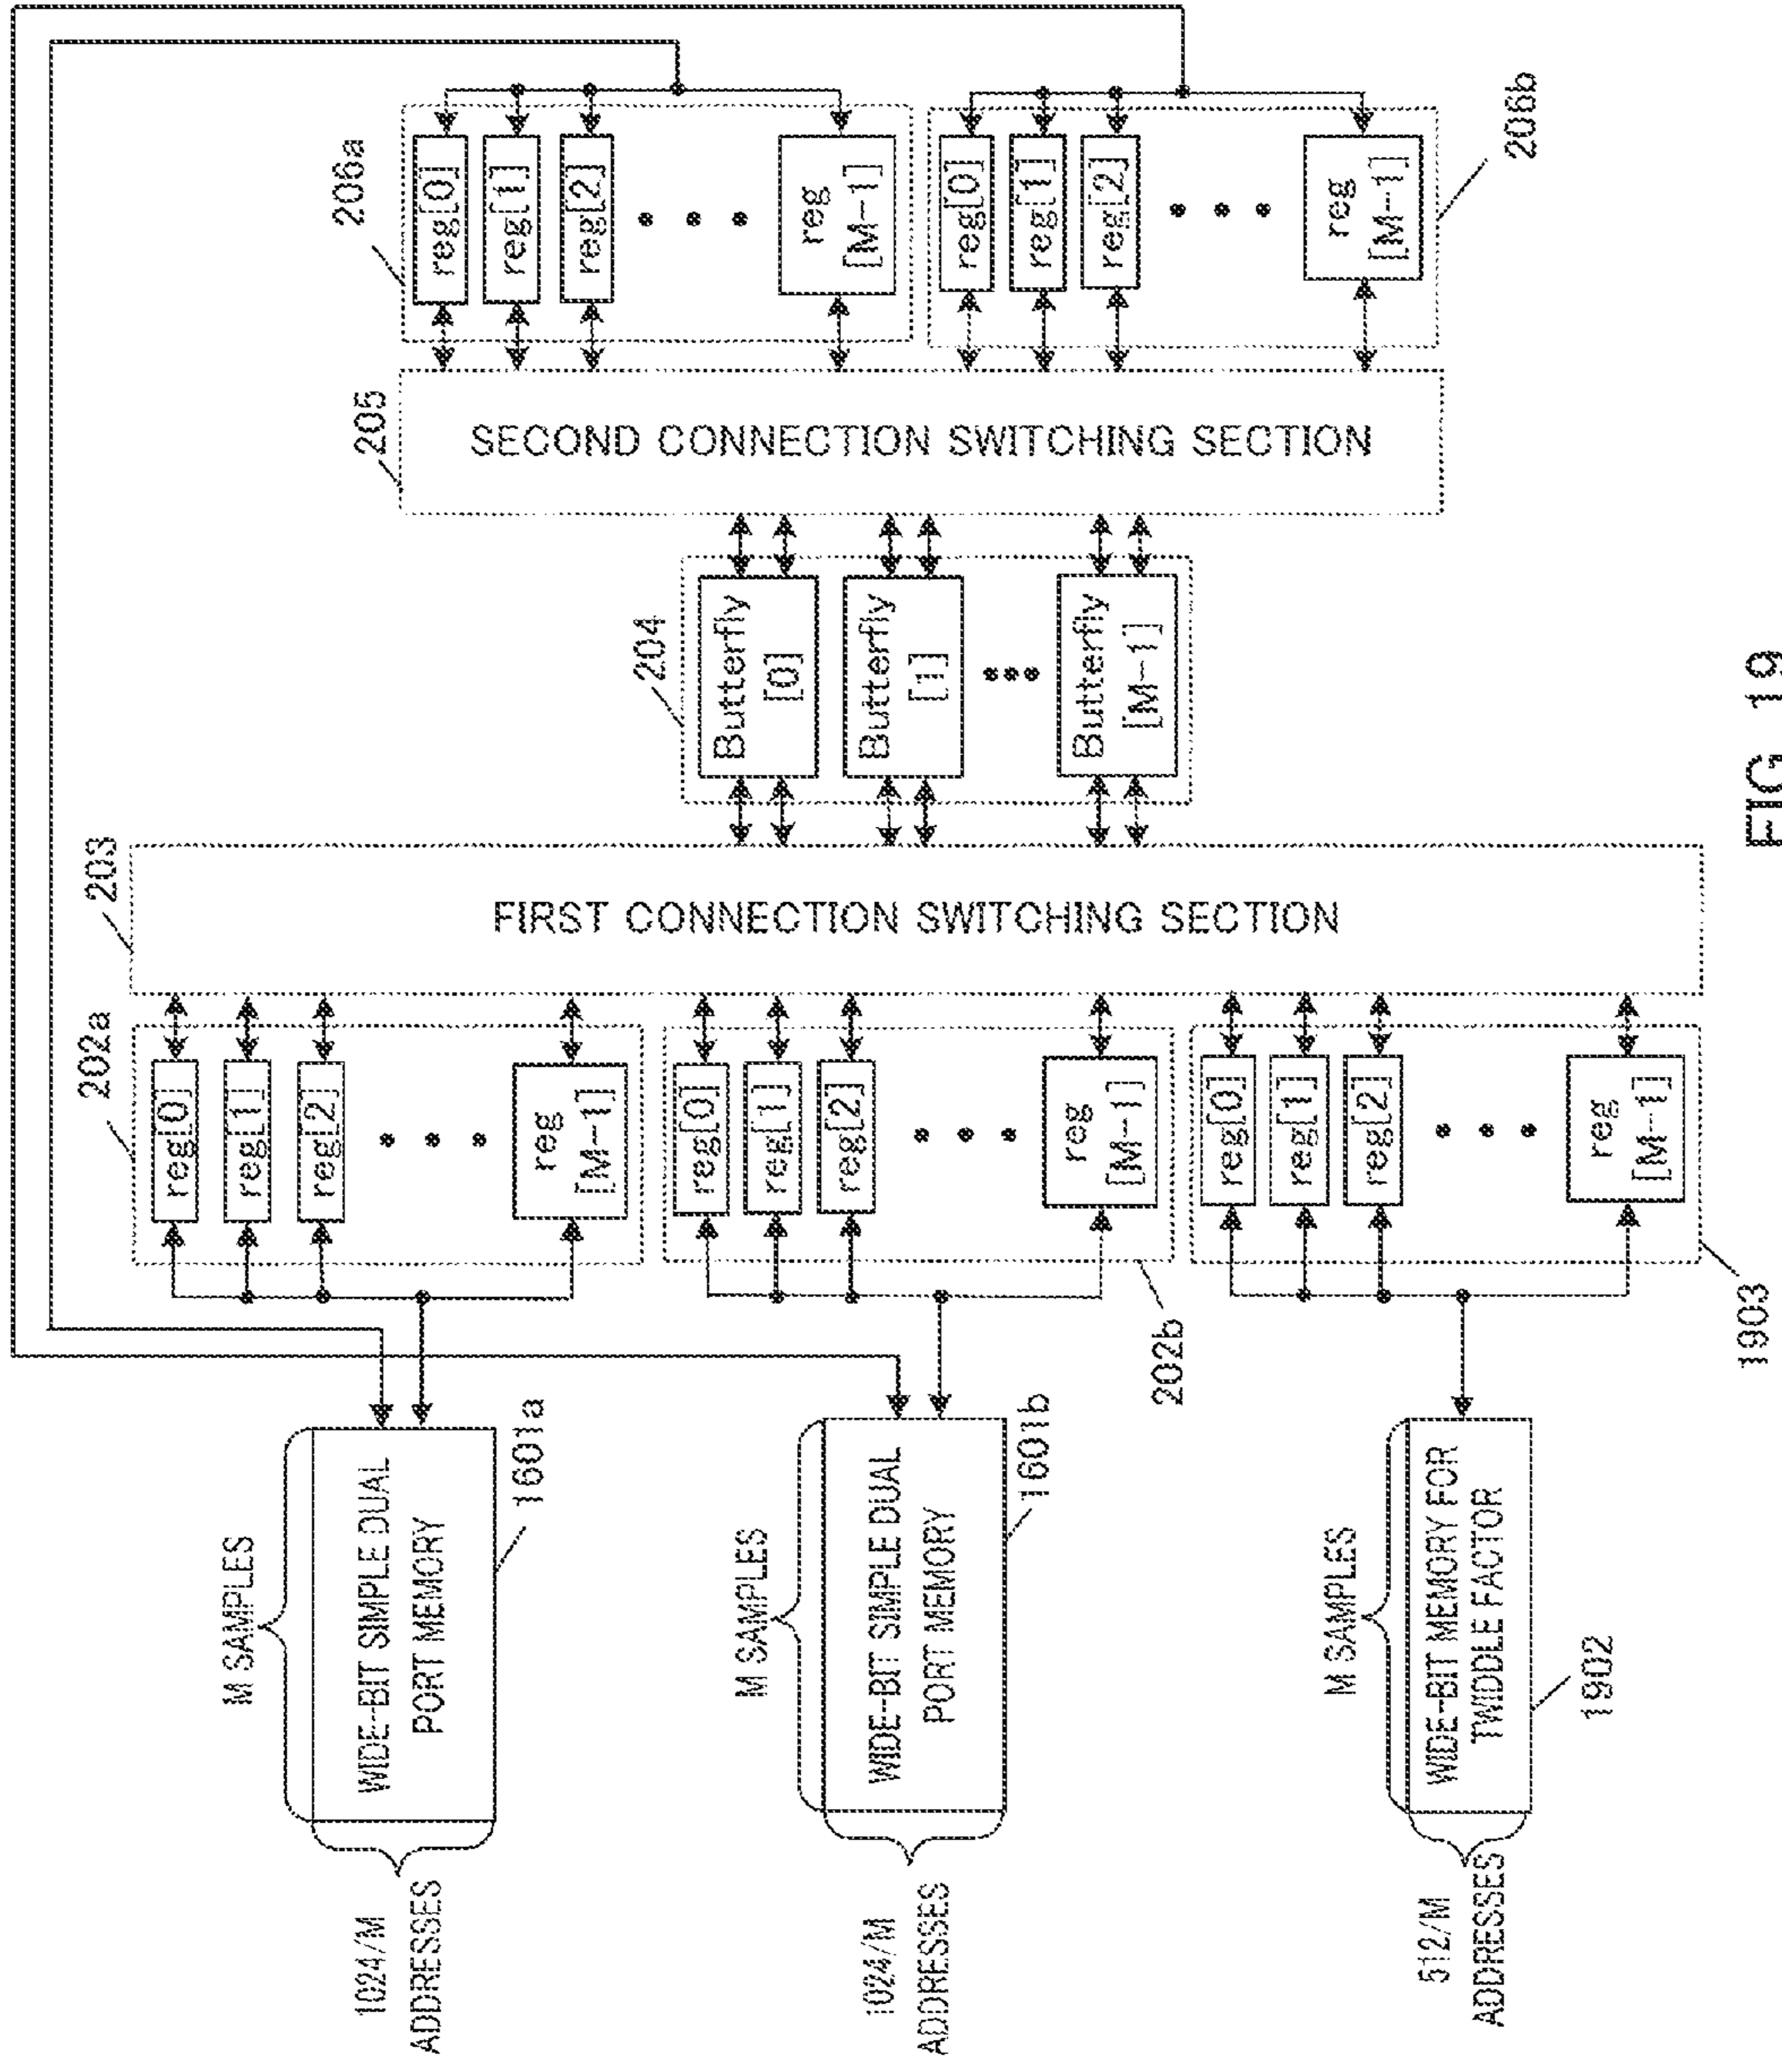 M SAMPLES
1024/M
ADDRESSES
WIDE-BIT SIMPLE DUAL
PORT MEMORY
1601a
M SAMPLES
1024/M
ADDRESSES
WIDE-BIT SIMPLE DUAL
PORT MEMORY
1601b
M SAMPLES
512/M
ADDRESSES
WIDE-BIT MEMORY FOR
TWIDDLE FACTOR
1902
202a
reg[0]
reg[1]
reg[2]
reg
[M-1]
reg[0]
reg[1]
reg[2]
reg
[M-1]
202b
reg[0]
reg[1]
reg[2]
reg
[M-1]
1903
203
FIRST CONNECTION SWITCHING SECTION
204
Butterfly
[0]
Butterfly
[1]
Butterfly
[M-1]
205
SECOND CONNECTION SWITCHING SECTION
206a
reg[0]
reg[1]
reg[2]
reg
[M-1]
reg[0]
reg[1]
reg[2]
reg
[M-1]
206b
FIG. 19